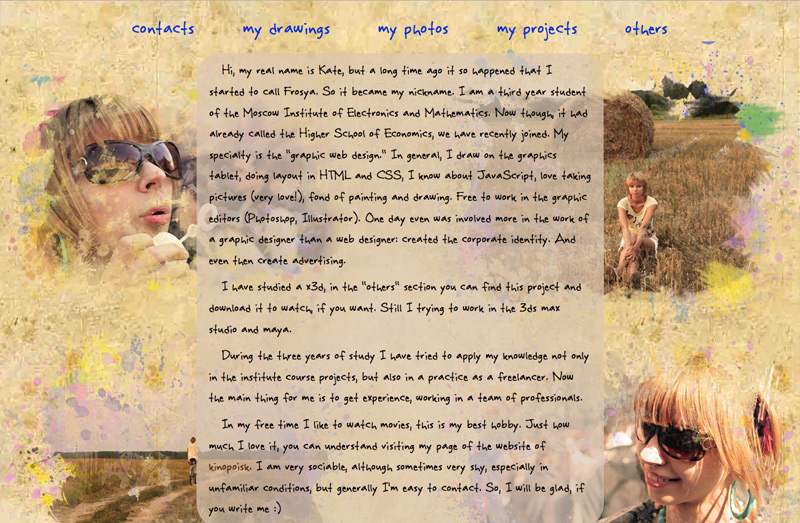 contacts my drawings my photos my projects others
Hi, my real name is Kate, but a long time ago it so happened that I
started to call Frosya. So it became my nickname. I am a third year student
of the Moscow Institute of Electronics and Mathematics. Now though, it had
already called the Higher School of Economics, we have recently joined. My
specialty is the "graphic web design." In general, I draw on the graphics
tablet, doing layout in HTML and CSS, I know about JavaScript, love taking
pictures (very love!), fond of painting and drawing. Free to work in the graphic
editors (Photoshop, Illustrator). One day even was involved more in the work of
a graphic designer than a web designer: created the corporate identity. And
even then create advertising.
I have studied a x3d, in the "others" section you can find this project and
download it to watch, if you want. Still I trying to work in the 3ds max
studio and maya.
During the three years of study I have tried to apply my knowledge not only
in the institute course projects, but also in a practice as a freelancer. Now
the main thing for me is to get experience, working in a team of professionals.
In my free time I like to watch movies, this is my best hobby. Just how
much I love it, you can understand visiting my page of the website of
kinopoisk. I am very sociable, although sometimes very shy, especially in
unfamiliar conditions, but generally I'm easy to contact. So, I will be glad, if
you write me :)